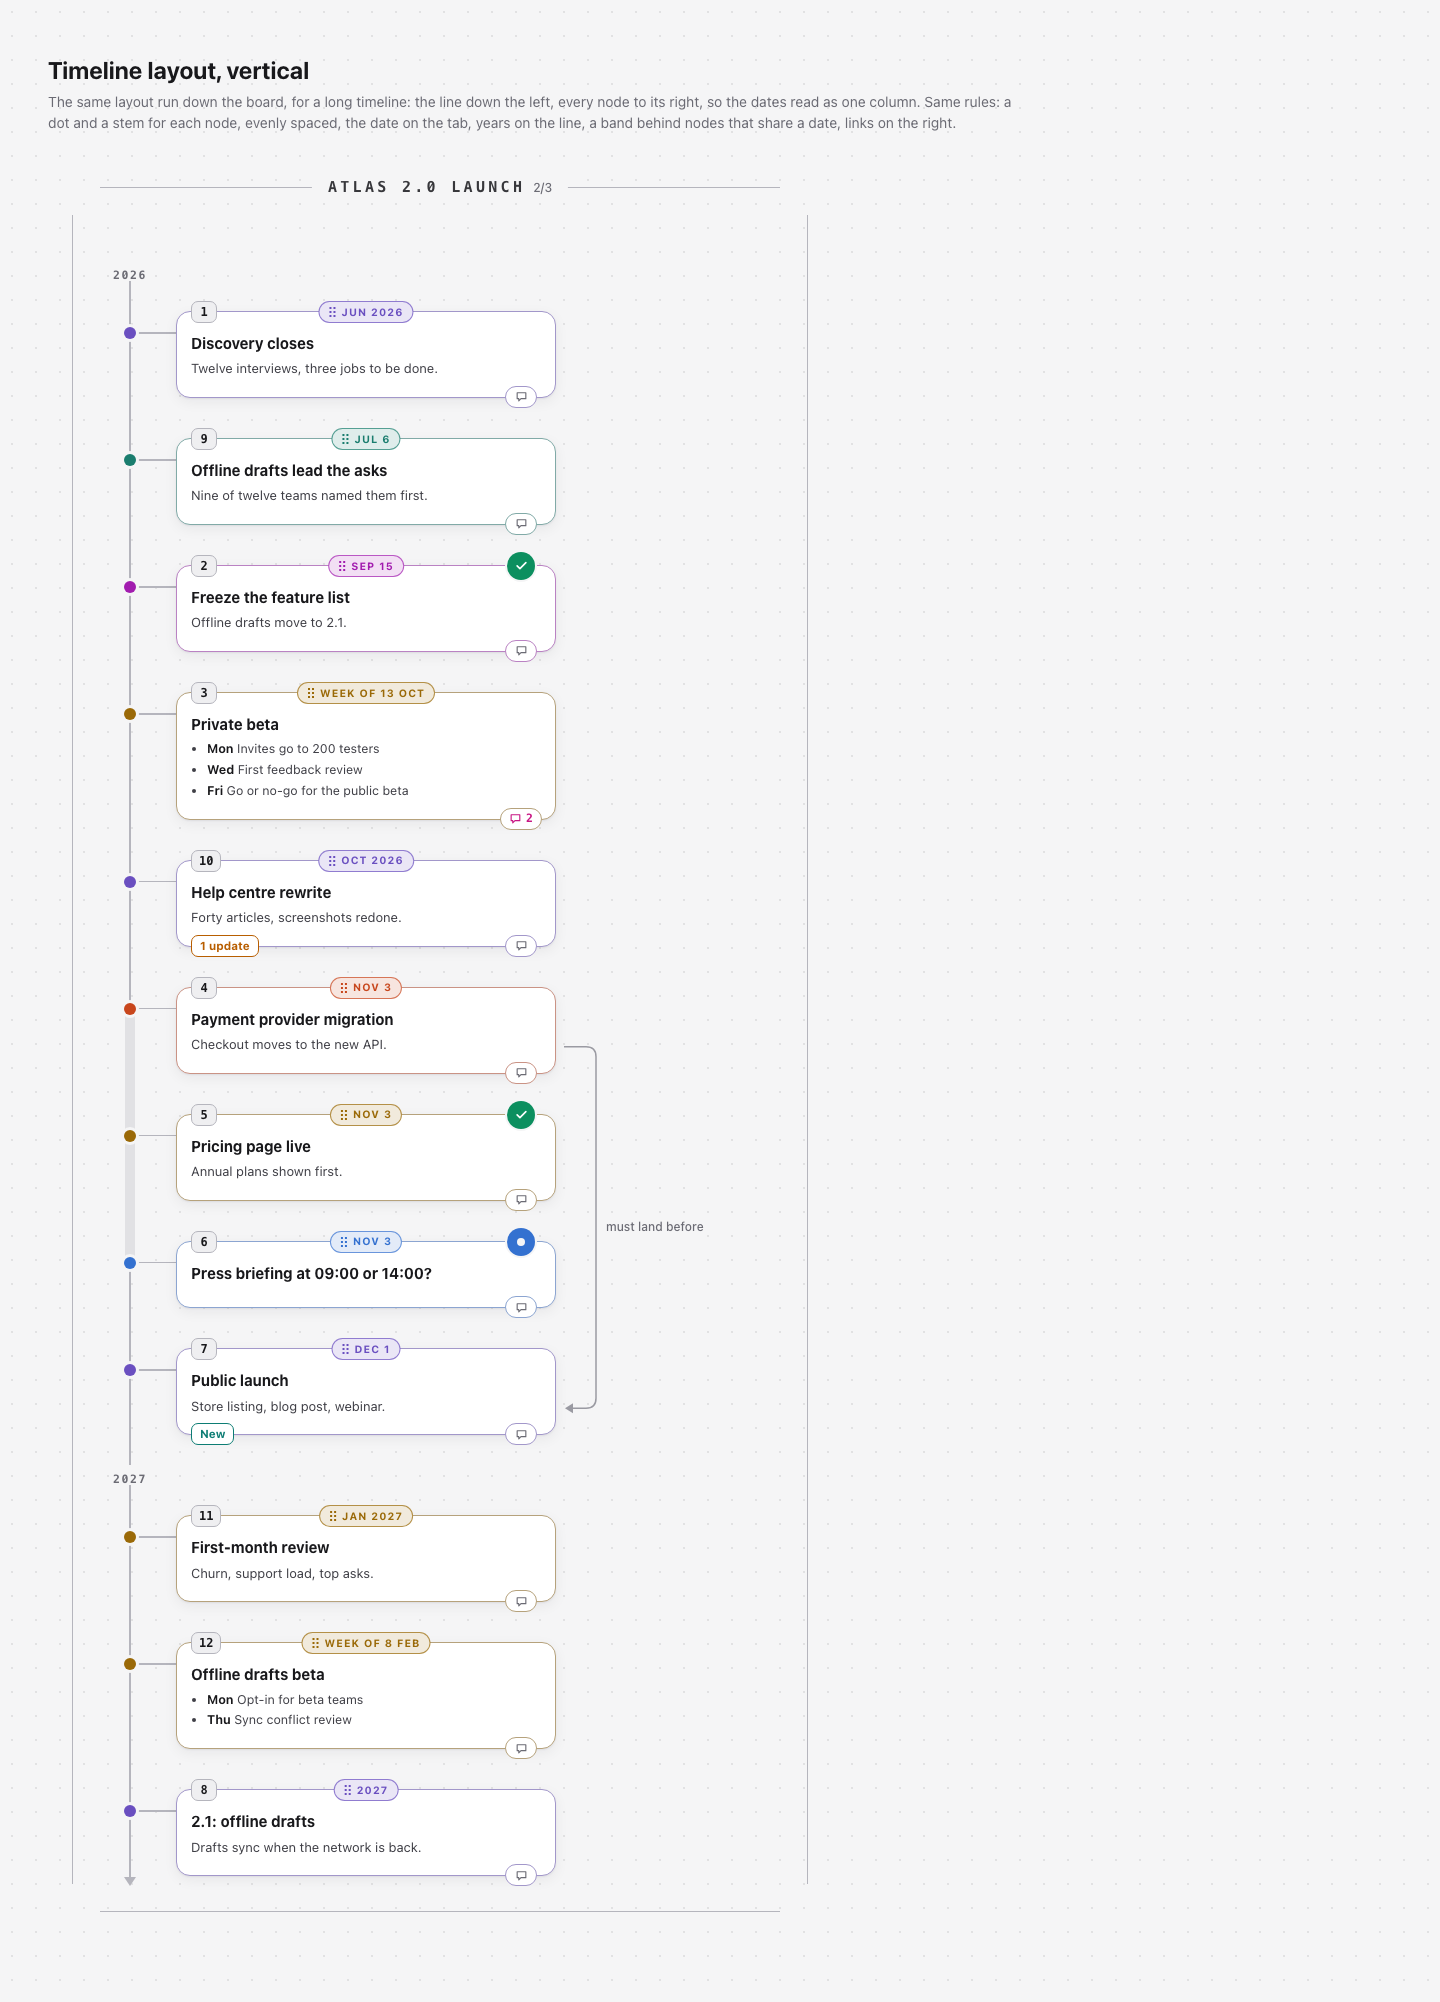 Timeline layout, vertical
The same layout run down the board, for a long timeline: the line down the left, every node to its right, so the dates read as one column. Same rules: a
dot and a stem for each node, evenly spaced, the date on the tab, years on the line, a band behind nodes that share a date, links on the right.
ATLAS 2.0 LAUNCH 2/3
2026
1 JUN 2026
Discovery closes
Twelve interviews, three jobs to be done.
9 JUL 6
Offline drafts lead the asks
Nine of twelve teams named them first.
2 SEP 15
Freeze the feature list
Offline drafts move to 2.1.
3 WEEK OF 13 OCT
Private beta
• Mon Invites go to 200 testers
• Wed First feedback review
• Fri Go or no-go for the public beta
2
10 OCT 2026
Help centre rewrite
Forty articles, screenshots redone.
1 update
4 NOV 3
Payment provider migration
Checkout moves to the new API.
5 NOV 3
Pricing page live
Annual plans shown first.
must land before
6 NOV 3
Press briefing at 09:00 or 14:00?
7 DEC 1
Public launch
Store listing, blog post, webinar.
New
2027
11 JAN 2027
First-month review
Churn, support load, top asks.
12 WEEK OF 8 FEB
Offline drafts beta
• Mon Opt-in for beta teams
• Thu Sync conflict review
8 2027
2.1: offline drafts
Drafts sync when the network is back.